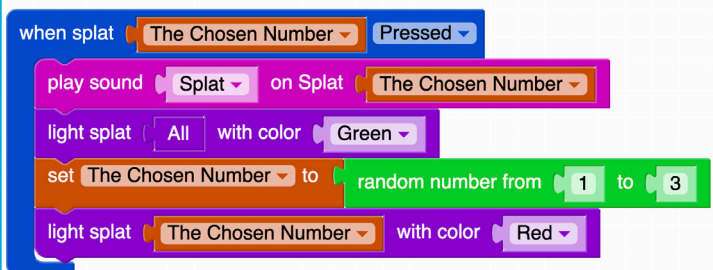 when splat The Chosen Number Pressed
play sound Splat on Splat The Chosen Number
light splat All with color Green
set The Chosen Number to random number from 1 to 3
light splat The Chosen Number with color Red